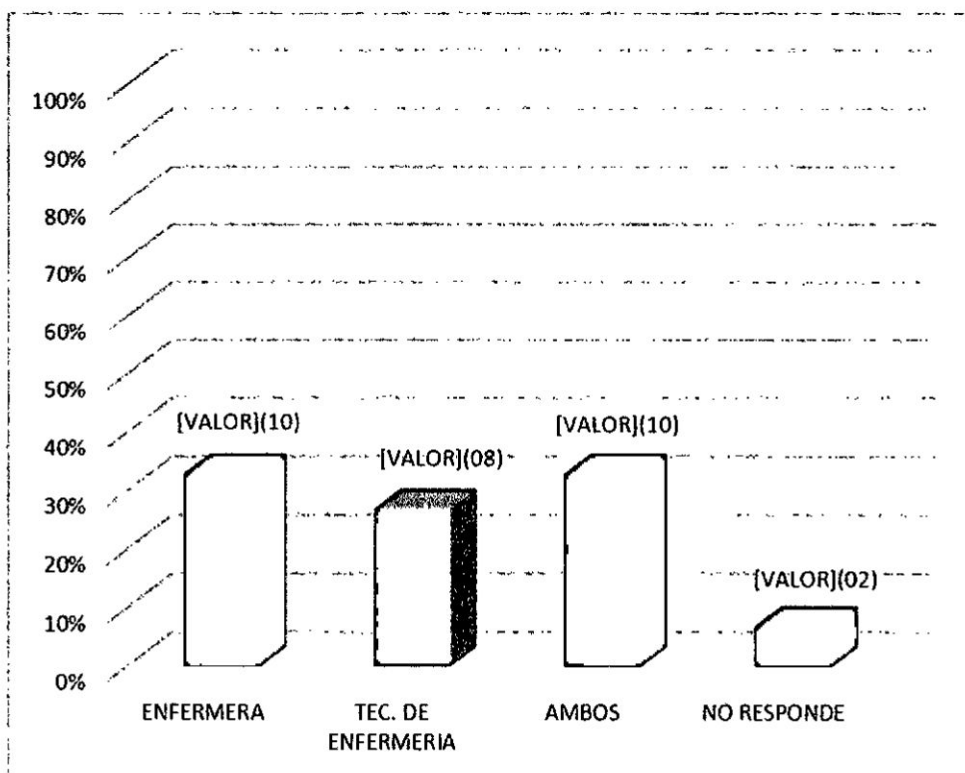 100%
90%
80%
70%
60%
50%
40%
30%
20%
10%
0%
[VALOR](10)
[VALOR](08)
[VALOR](10)
[VALOR](02)
ENFERMERA
TEC. DE
ENFERMERIA
AMBOS
NO RESPONDE